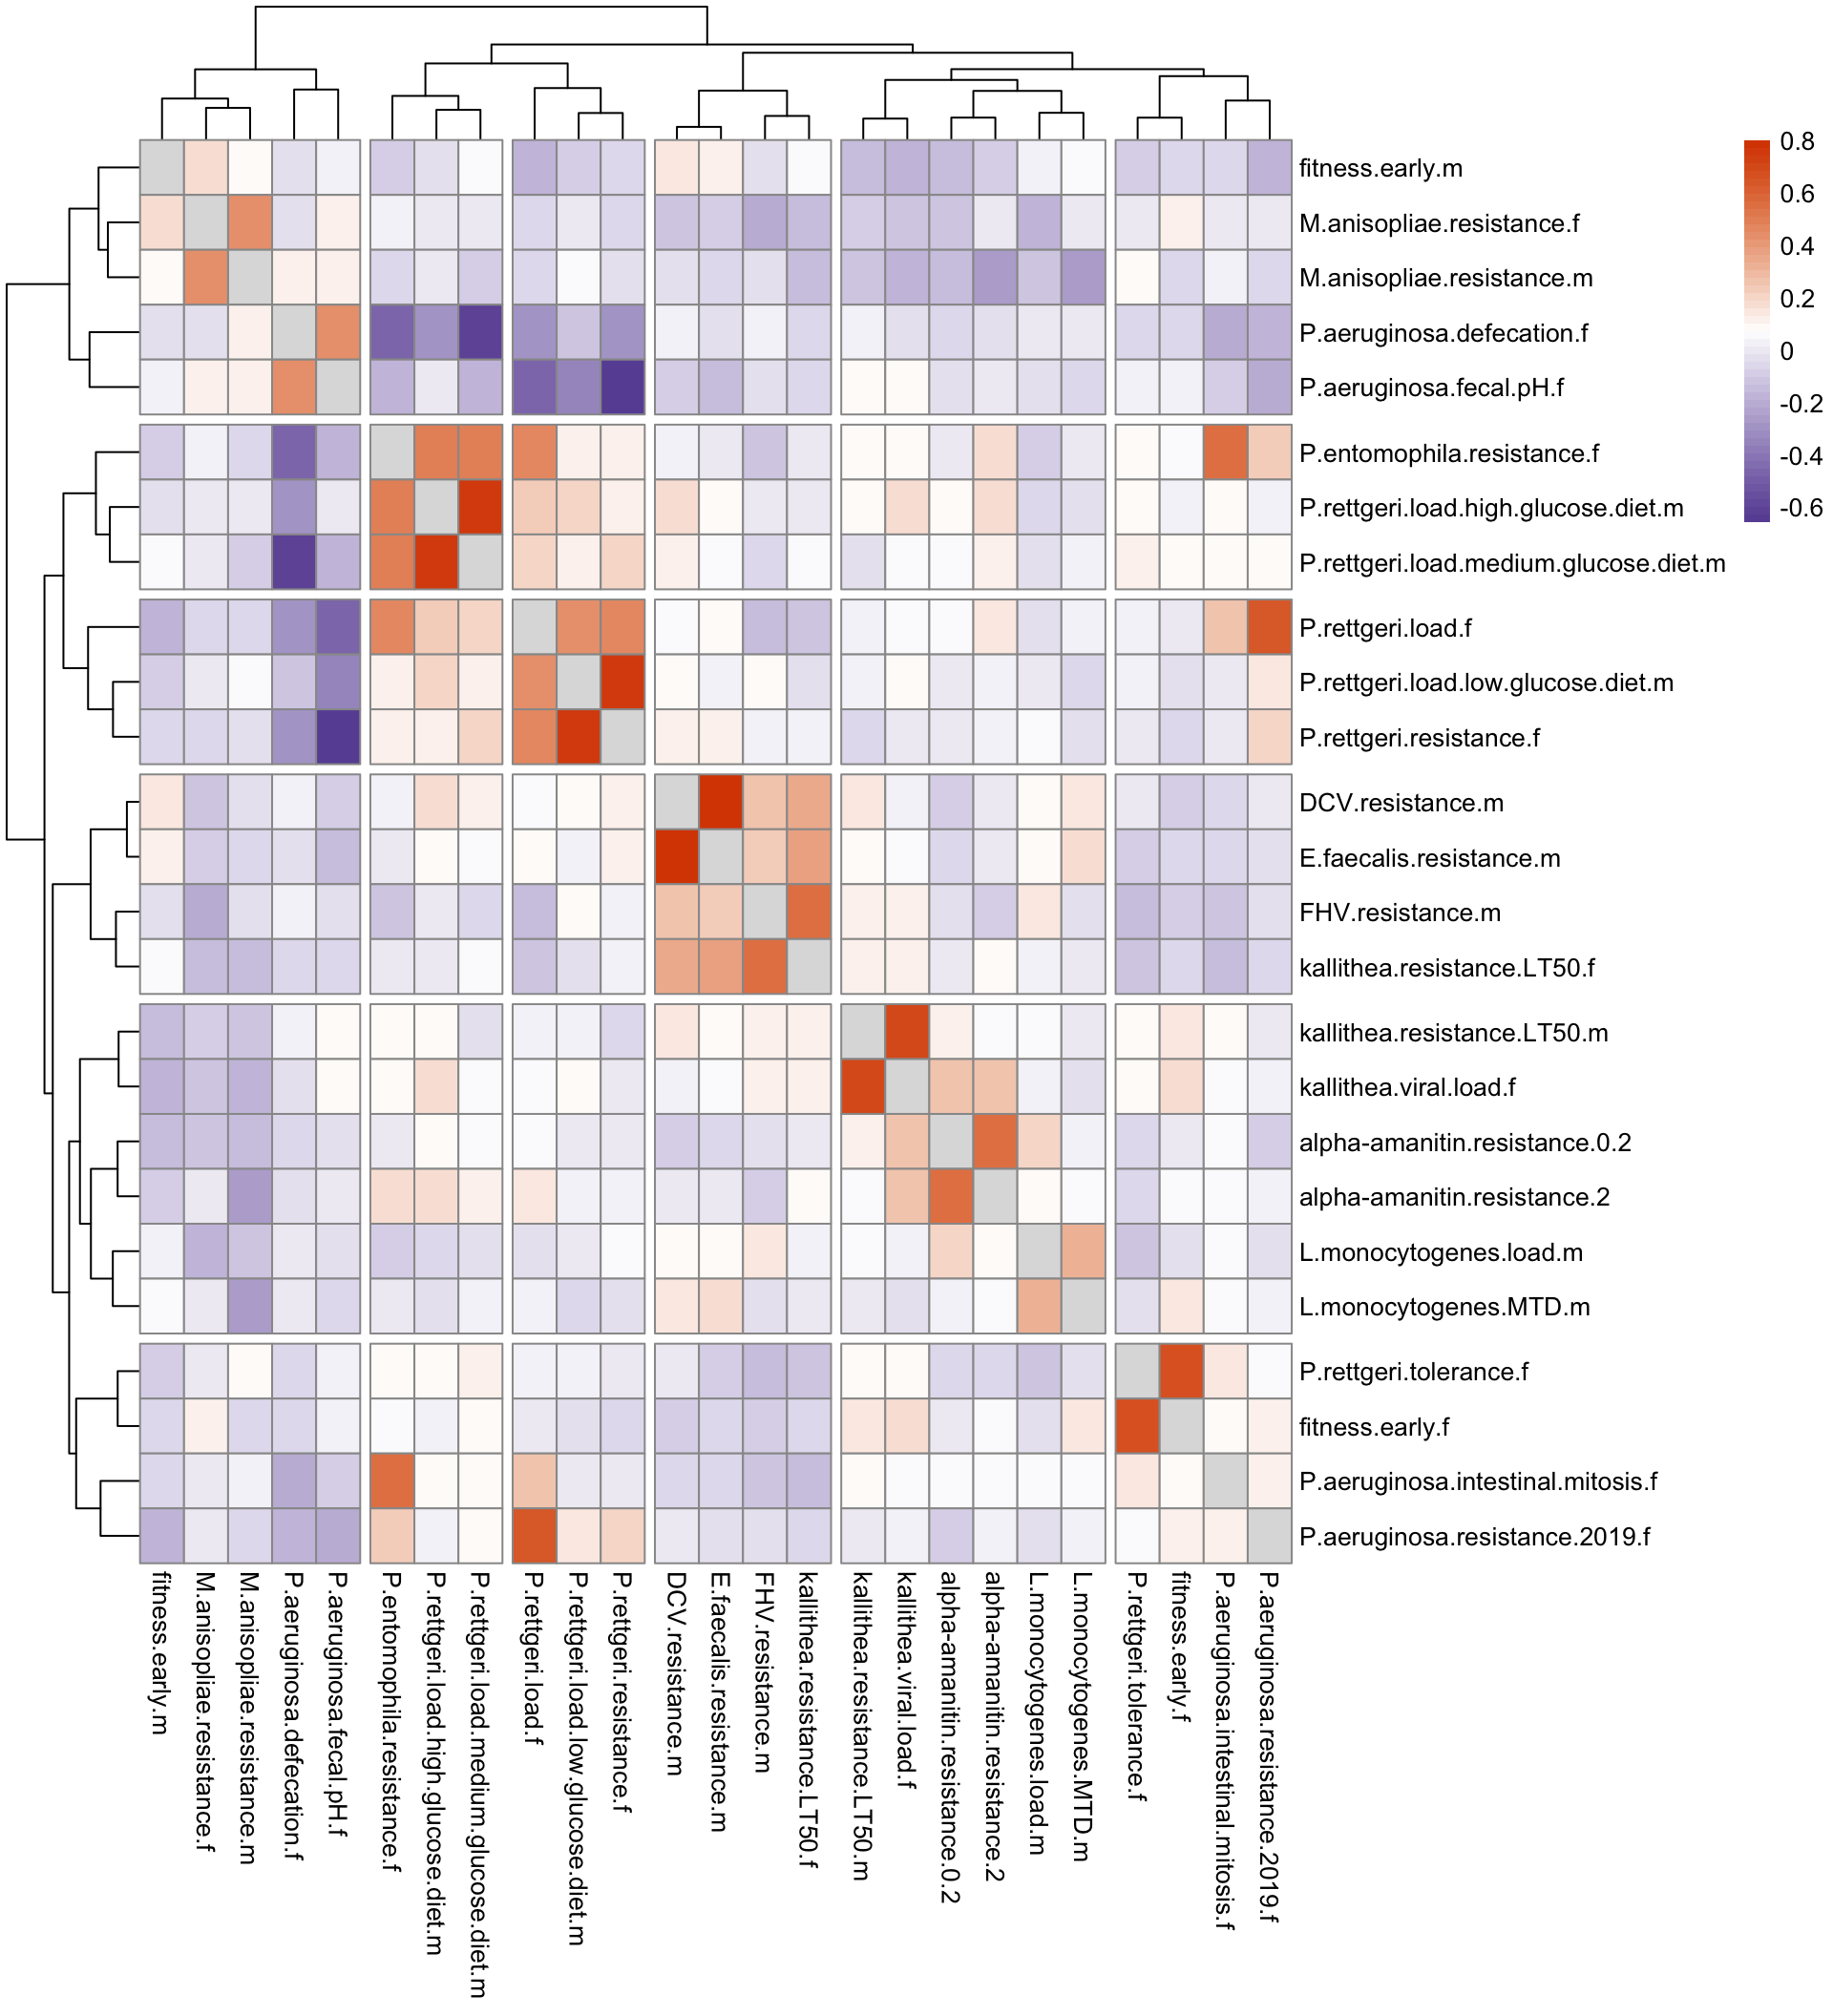 0.8
0.6
0.4
0.2
0
-0.2
-0.4
-0.6
fitness.early.m
M.anisopliae.resistance.f
M.anisopliae.resistance.m
P.aeruginosa.defecation.f
P.aeruginosa.fecal.pH.f
P.entomophila.resistance.f
P.rettgeri.load.high.glucose.diet.m
P.rettgeri.load.medium.glucose.diet.m
P.rettgeri.load.f
P.rettgeri.load.low.glucose.diet.m
P.rettgeri.resistance.f
DCV.resistance.m
E.faecalis.resistance.m
FHV.resistance.m
kallithea.resistance.LT50.f
kallithea.resistance.LT50.m
kallithea.viral.load.f
alpha-amanitin.resistance.0.2
alpha-amanitin.resistance.2
L.monocytogenes.load.m
L.monocytogenes.MTD.m
P.rettgeri.tolerance.f
fitness.early.f
P.aeruginosa.intestinal.mitosis.f
P.aeruginosa.resistance.2019.f
fitness.early.m
M.anisopliae.resistance.f
M.anisopliae.resistance.m
P.aeruginosa.defecation.f
P.aeruginosa.fecal.pH.f
P.entomophila.resistance.f
P.rettgeri.load.high.glucose.diet.m
P.rettgeri.load.medium.glucose.diet.m
P.rettgeri.load.f
P.rettgeri.load.low.glucose.diet.m
P.rettgeri.resistance.f
DCV.resistance.m
E.faecalis.resistance.m
FHV.resistance.m
kallithea.resistance.LT50.f
kallithea.resistance.LT50.m
kallithea.viral.load.f
alpha-amanitin.resistance.0.2
alpha-amanitin.resistance.2
L.monocytogenes.load.m
L.monocytogenes.MTD.m
P.rettgeri.tolerance.f
fitness.early.f
P.aeruginosa.intestinal.mitosis.f
P.aeruginosa.resistance.2019.f